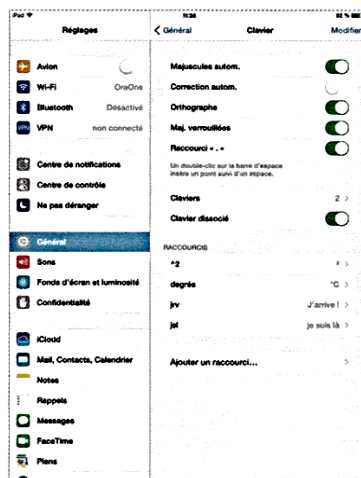 iPad
11:36
92 %
Réglages
Général
Clavier
Modifier
Avion
Wi-Fi OraOne
Bluetooth Désactivé
VPN VPN non connecté
Centre de notifications
Centre de contrôle
Ne pas déranger
Général
Sons
Fonds d'écran et luminosité
Confidentialité
iCloud
Mail, Contacts, Calendrier
Notes
Rappels
Messages
FaceTime
Plans
Majuscules autom.
Correction autom.
Orthographe
Maj. verrouillées
Raccourci « . »
Un double-clic sur la barre d'espace
insère un point suivi d'un espace.
Claviers 2
Clavier dissocié
RACCOURCIS
^2 ²
degrés °C
jrv J'arrive !
jsl je suis là
Ajouter un raccourci...